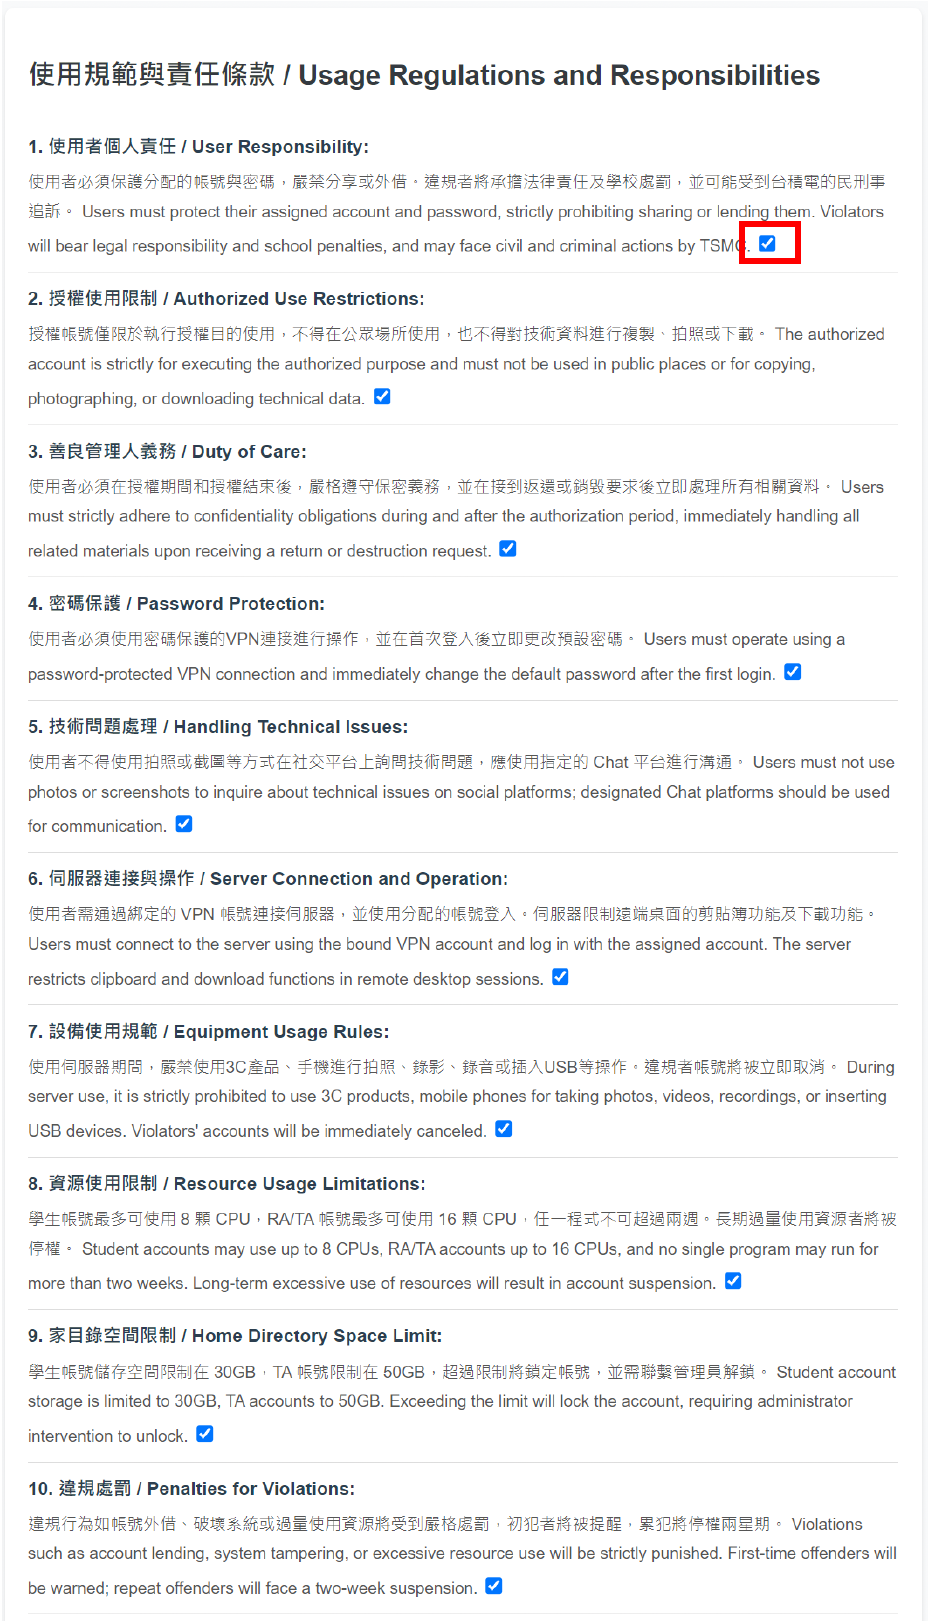 使用規範與責任條款 / Usage Regulations and Responsibilities
1. 使用者個人責任 / User Responsibility:
使用者必須保護分配的帳號與密碼，嚴禁分享或外借。違規者將承擔法律責任及學校處罰，並可能受到台積電的民刑事
追訴。 Users must protect their assigned account and password, strictly prohibiting sharing or lending them. Violators
will bear legal responsibility and school penalties, and may face civil and criminal actions by TSMC.
2. 授權使用限制 / Authorized Use Restrictions:
授權帳號僅限於執行授權目的使用，不得在公眾場所使用，也不得對技術資料進行複製、拍照或下載。 The authorized
account is strictly for executing the authorized purpose and must not be used in public places or for copying,
photographing, or downloading technical data.
3. 善良管理人義務 / Duty of Care:
使用者必須在授權期間和授權結束後，嚴格遵守保密義務，並在接到返還或銷毀要求後立即處理所有相關資料。 Users
must strictly adhere to confidentiality obligations during and after the authorization period, immediately handling all
related materials upon receiving a return or destruction request.
4. 密碼保護 / Password Protection:
使用者必須使用密碼保護的VPN連接進行操作，並在首次登入後立即更改預設密碼。 Users must operate using a
password-protected VPN connection and immediately change the default password after the first login.
5. 技術問題處理 / Handling Technical Issues:
使用者不得使用拍照或截圖等方式在社交平台上詢問技術問題，應使用指定的 Chat 平台進行溝通。 Users must not use
photos or screenshots to inquire about technical issues on social platforms; designated Chat platforms should be used
for communication.
6. 伺服器連接與操作 / Server Connection and Operation:
使用者需通過綁定的 VPN 帳號連接伺服器，並使用分配的帳號登入。伺服器限制遠端桌面的剪貼簿功能及下載功能。
Users must connect to the server using the bound VPN account and log in with the assigned account. The server
restricts clipboard and download functions in remote desktop sessions.
7. 設備使用規範 / Equipment Usage Rules:
使用伺服器期間，嚴禁使用3C產品、手機進行拍照、錄影、錄音或插入USB等操作。違規者帳號將被立即取消。 During
server use, it is strictly prohibited to use 3C products, mobile phones for taking photos, videos, recordings, or inserting
USB devices. Violators' accounts will be immediately canceled.
8. 資源使用限制 / Resource Usage Limitations:
學生帳號最多可使用 8 顆 CPU，RA/TA 帳號最多可使用 16 顆 CPU，任一程式不可超過兩週。長期過量使用資源者將被
停權。 Student accounts may use up to 8 CPUs, RA/TA accounts up to 16 CPUs, and no single program may run for
more than two weeks. Long-term excessive use of resources will result in account suspension.
9. 家目錄空間限制 / Home Directory Space Limit:
學生帳號儲存空間限制在 30GB，TA 帳號限制在 50GB，超過限制將鎖定帳號，並需聯繫管理員解鎖。 Student account
storage is limited to 30GB, TA accounts to 50GB. Exceeding the limit will lock the account, requiring administrator
intervention to unlock.
10. 違規處罰 / Penalties for Violations:
違規行為如帳號外借、破壞系統或過量使用資源將受到嚴格處罰，初犯者將被提醒，累犯將停權兩星期。 Violations
such as account lending, system tampering, or excessive resource use will be strictly punished. First-time offenders will
be warned; repeat offenders will face a two-week suspension.